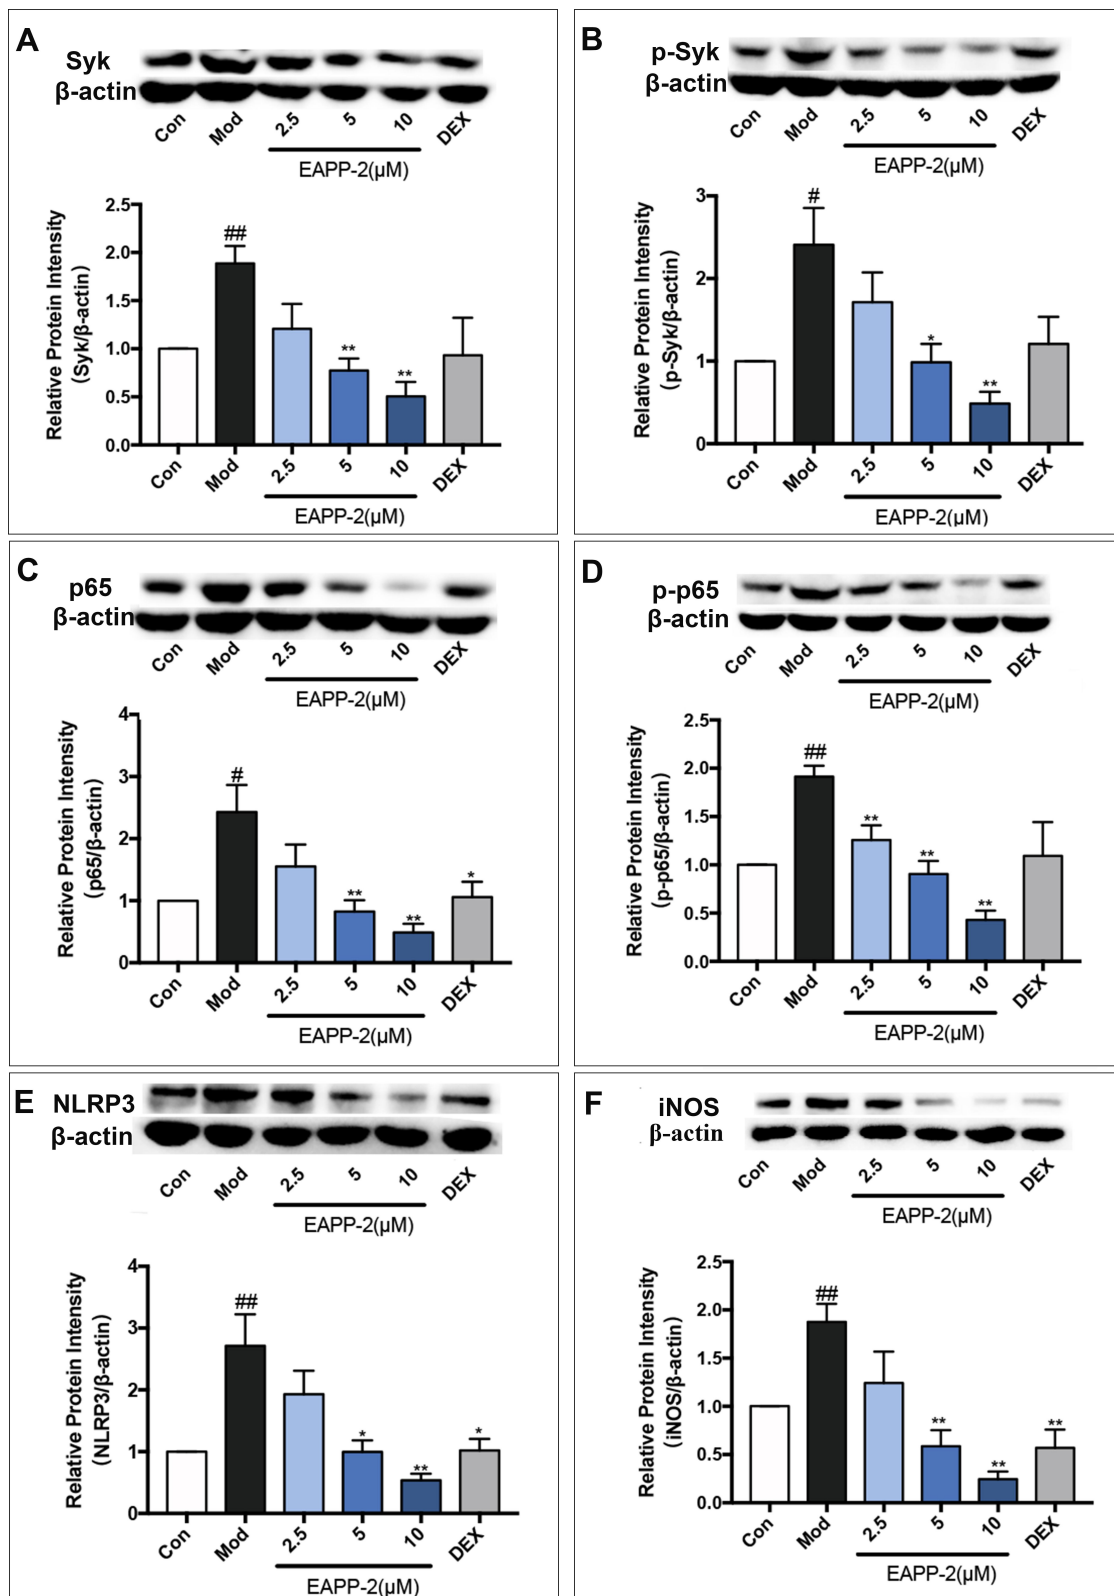 A
Syk
β-actin
Con Mod 2.5 5 10 DEX
EAPP-2(μM)
Relative Protein Intensity
(Syk/β-actin)
2.5
2.0
1.5
1.0
0.5
0.0
##
**
**
Con Mod 2.5 5 10 DEX
EAPP-2(μM)
B
p-Syk
β-actin
Con Mod 2.5 5 10 DEX
EAPP-2(μM)
Relative Protein Intensity
(p-Syk/β-actin)
3
2
1
0
#
*
**
Con Mod 2.5 5 10 DEX
EAPP-2(μM)
C
p65
β-actin
Con Mod 2.5 5 10 DEX
EAPP-2(μM)
Relative Protein Intensity
(p65/β-actin)
4
3
2
1
0
#
**
**
*
Con Mod 2.5 5 10 DEX
EAPP-2(μM)
D
p-p65
β-actin
Con Mod 2.5 5 10 DEX
EAPP-2(μM)
Relative Protein Intensity
(p-p65/β-actin)
2.5
2.0
1.5
1.0
0.5
0.0
##
**
**
**
Con Mod 2.5 5 10 DEX
EAPP-2(μM)
E
NLRP3
β-actin
Con Mod 2.5 5 10 DEX
EAPP-2(μM)
Relative Protein Intensity
(NLRP3/β-actin)
4
3
2
1
0
##
*
**
*
Con Mod 2.5 5 10 DEX
EAPP-2(μM)
F
iNOS
β-actin
Con Mod 2.5 5 10 DEX
EAPP-2(μM)
Relative Protein Intensity
(iNOS/β-actin)
2.5
2.0
1.5
1.0
0.5
0.0
##
**
**
**
Con Mod 2.5 5 10 DEX
EAPP-2(μM)